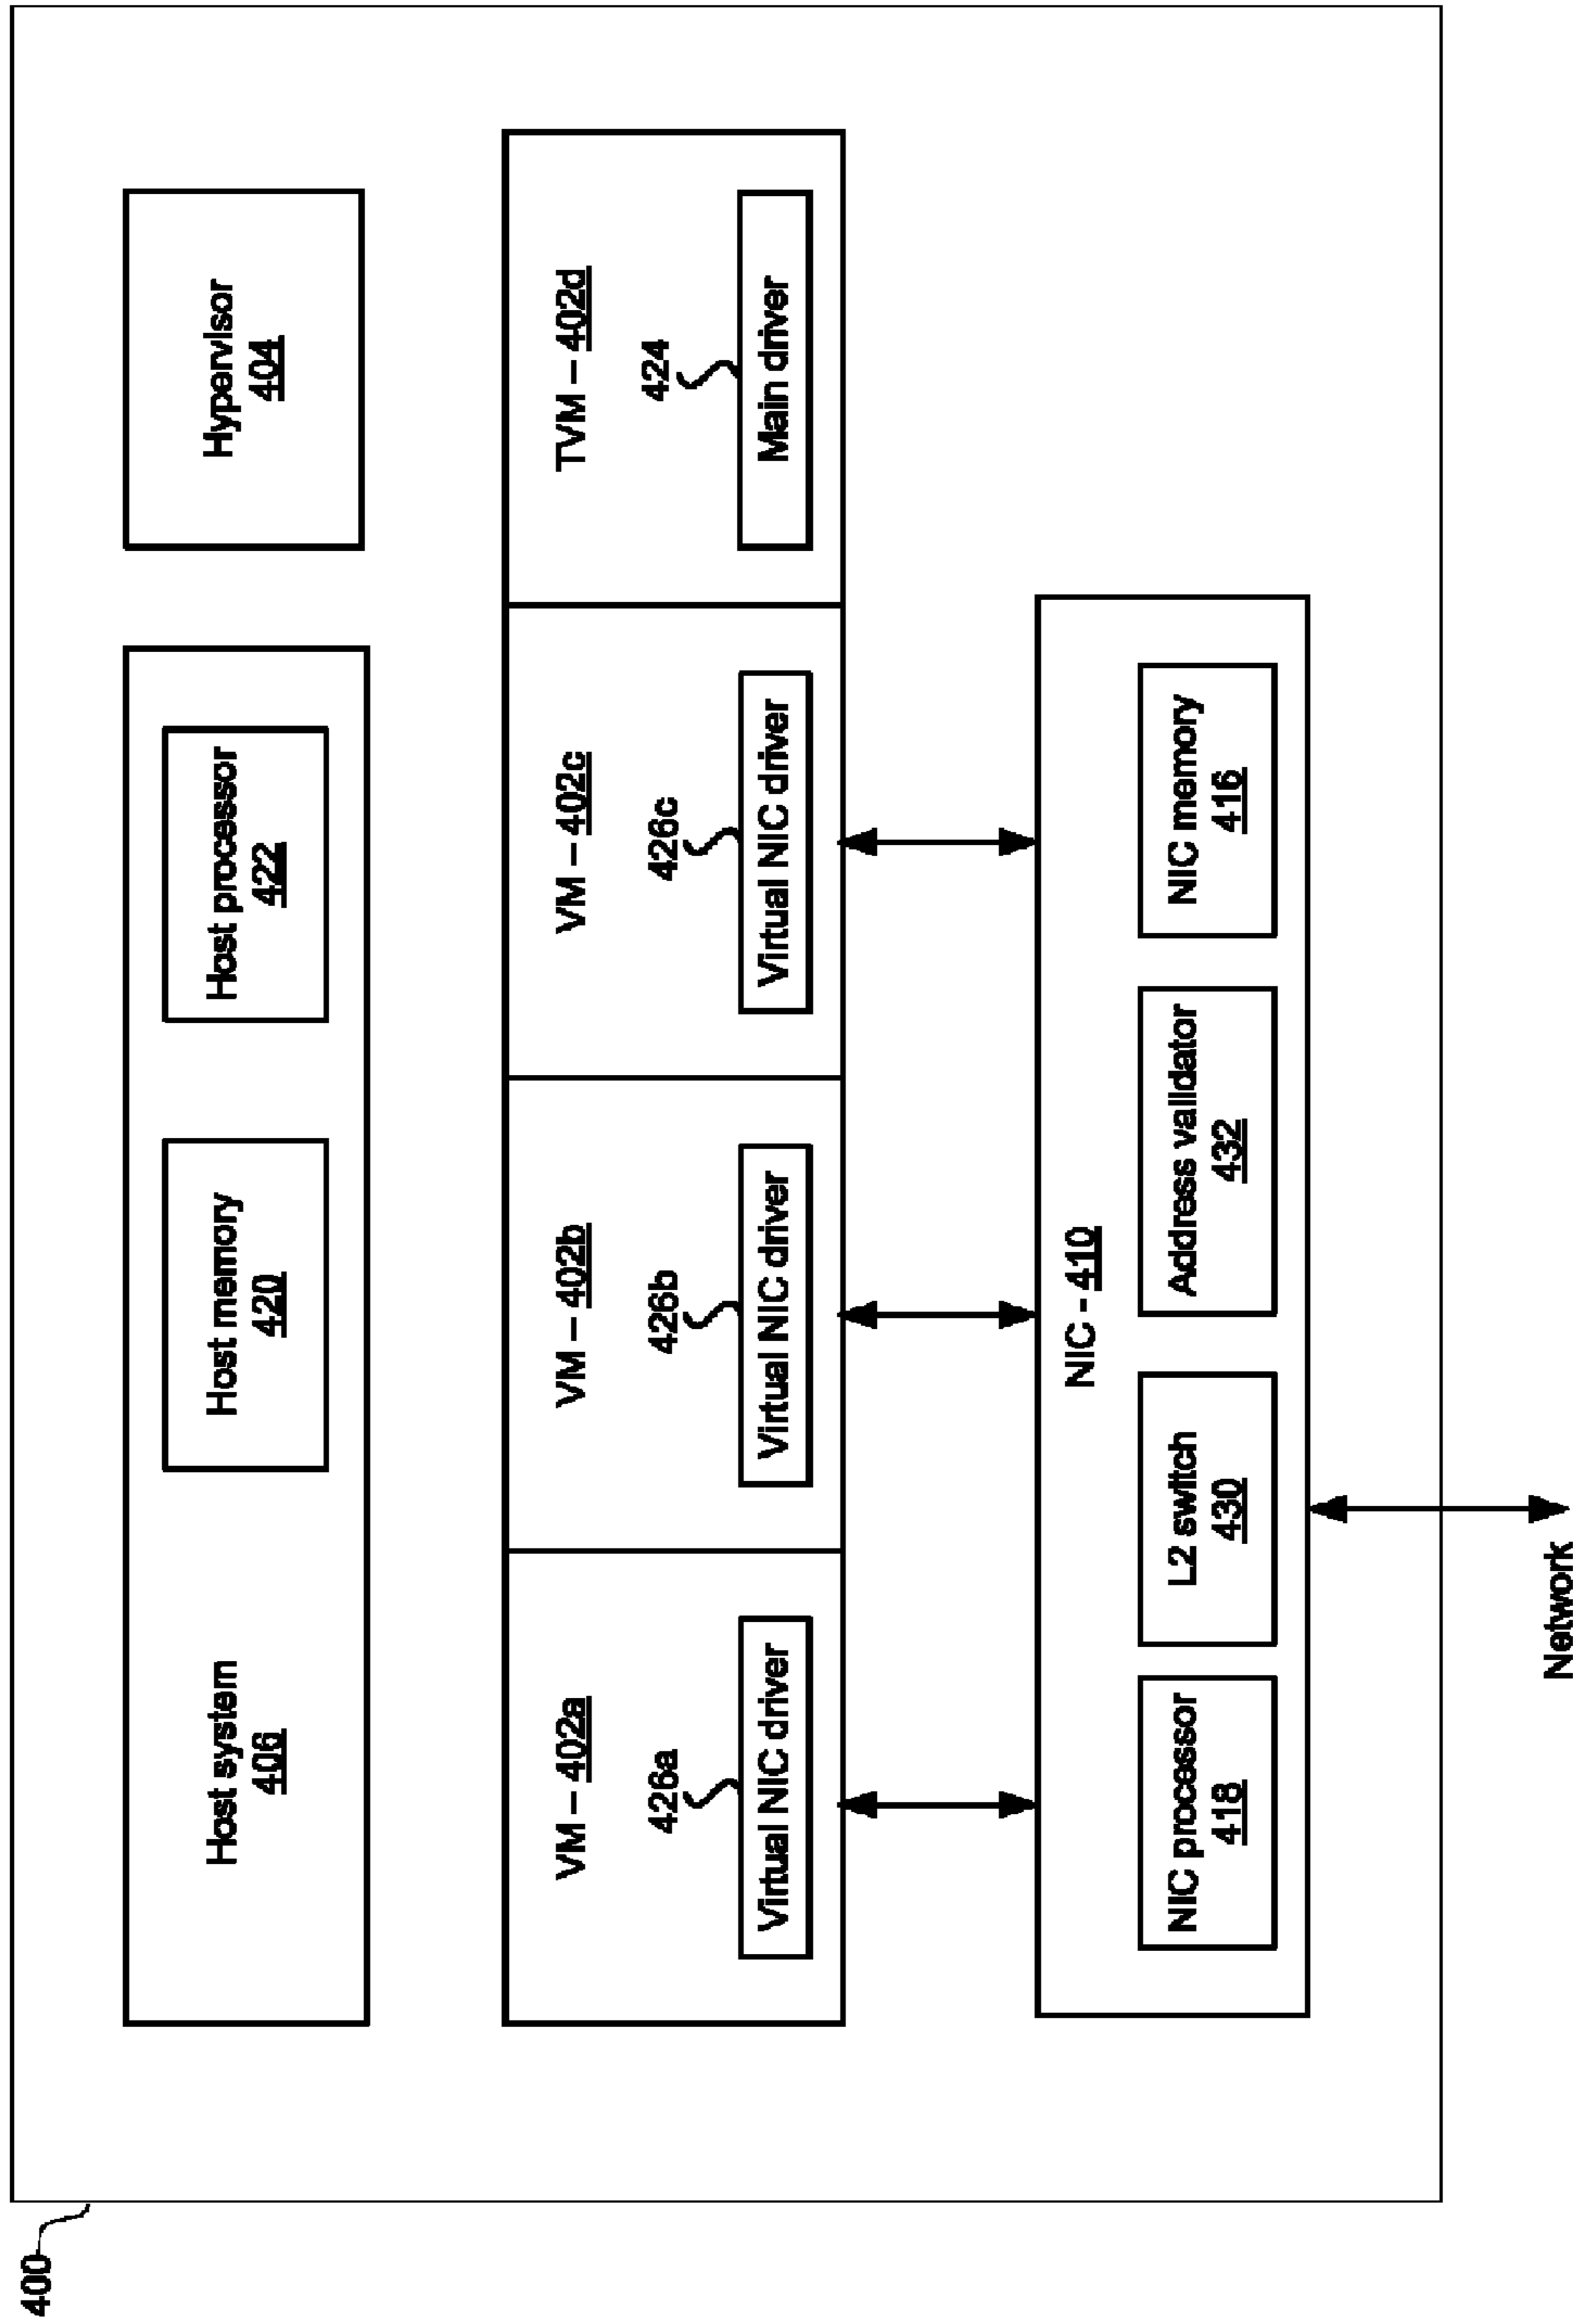 400
Host system
406
Host memory
420
Host processor
422
Hypervisor
404
VM – 402a
426a
Virtual NIC driver
VM – 402b
426b
Virtual NIC driver
VM – 402c
426c
Virtual NIC driver
TVM – 402d
424
Main driver
NIC - 410
NIC processor
418
L2 switch
430
Address validator
432
NIC memory
416
Network